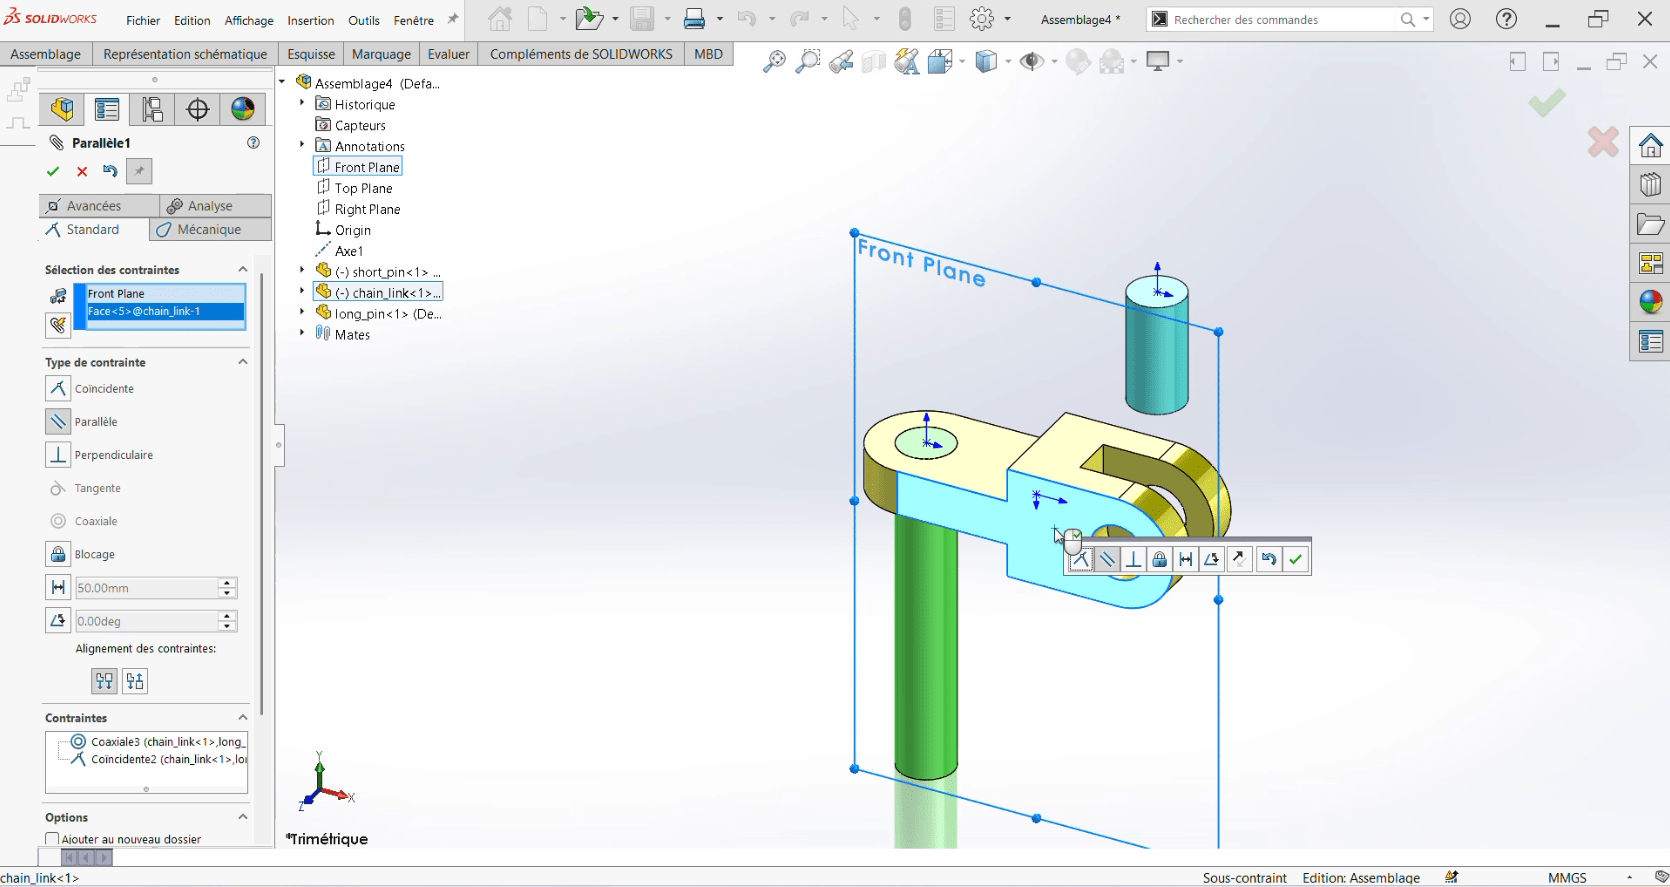 SOLIDWORKS
Fichier Edition Affichage Insertion Outils Fenêtre
Assemblage4 *
Rechercher des commandes
Assemblage Représentation schématique Esquisse Marquage Evaluer Compléments de SOLIDWORKS MBD
Parallèle1
Avancées Analyse
Standard Mécanique
Sélection des contraintes
Front Plane
Face<5>@chain_link-1
Type de contrainte
Coïncidente
Parallèle
Perpendiculaire
Tangente
Coaxiale
Blocage
50.00mm
0.00deg
Alignement des contraintes:
Contraintes
Coaxiale3 (chain_link<1>,long_
Coïncidente2 (chain_link<1>,lo
Options
Ajouter au nouveau dossier
Assemblage4 (Defa...
Historique
Capteurs
Annotations
Front Plane
Top Plane
Right Plane
Origin
Axe1
(-) short_pin<1> ...
(-) chain_link<1>...
long_pin<1> (De...
Mates
Front Plane
Y
X
Z
*Trimétrique
chain_link<1>
Sous-contraint Edition: Assemblage MMGS